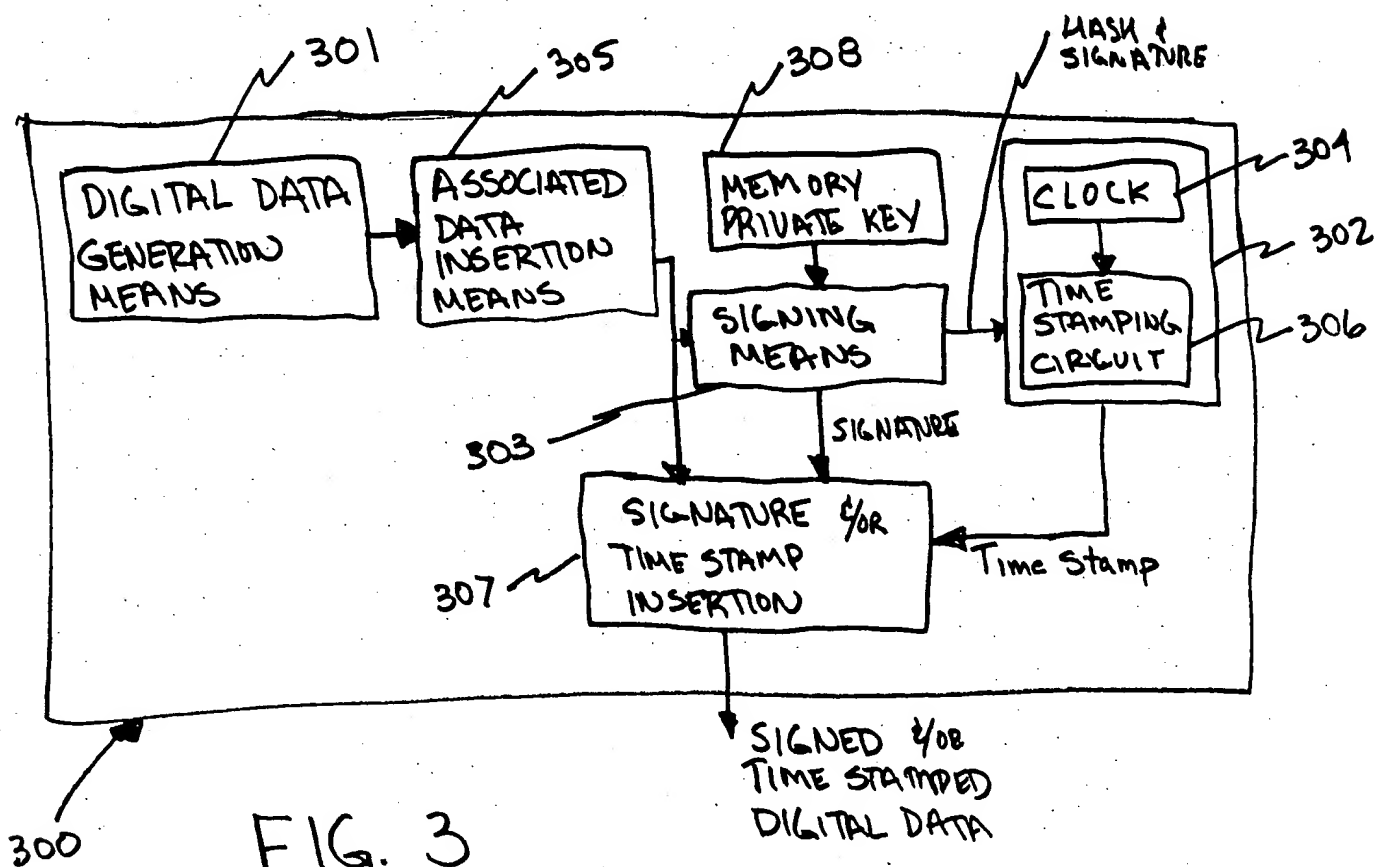 301
305
308
HASH &
SIGNATURE
304
302
306
DIGITAL DATA
GENERATION
MEANS
ASSOCIATED
DATA
INSERTION
MEANS
MEMORY
PRIVATE KEY
CLOCK
TIME
STAMPING
CIRCUIT
SIGNING
MEANS
303
SIGNATURE
SIGNATURE &/OR
TIME STAMP
INSERTION
307
Time Stamp
SIGNED &/OR
TIME STAMPED
DIGITAL DATA
300
FIG. 3